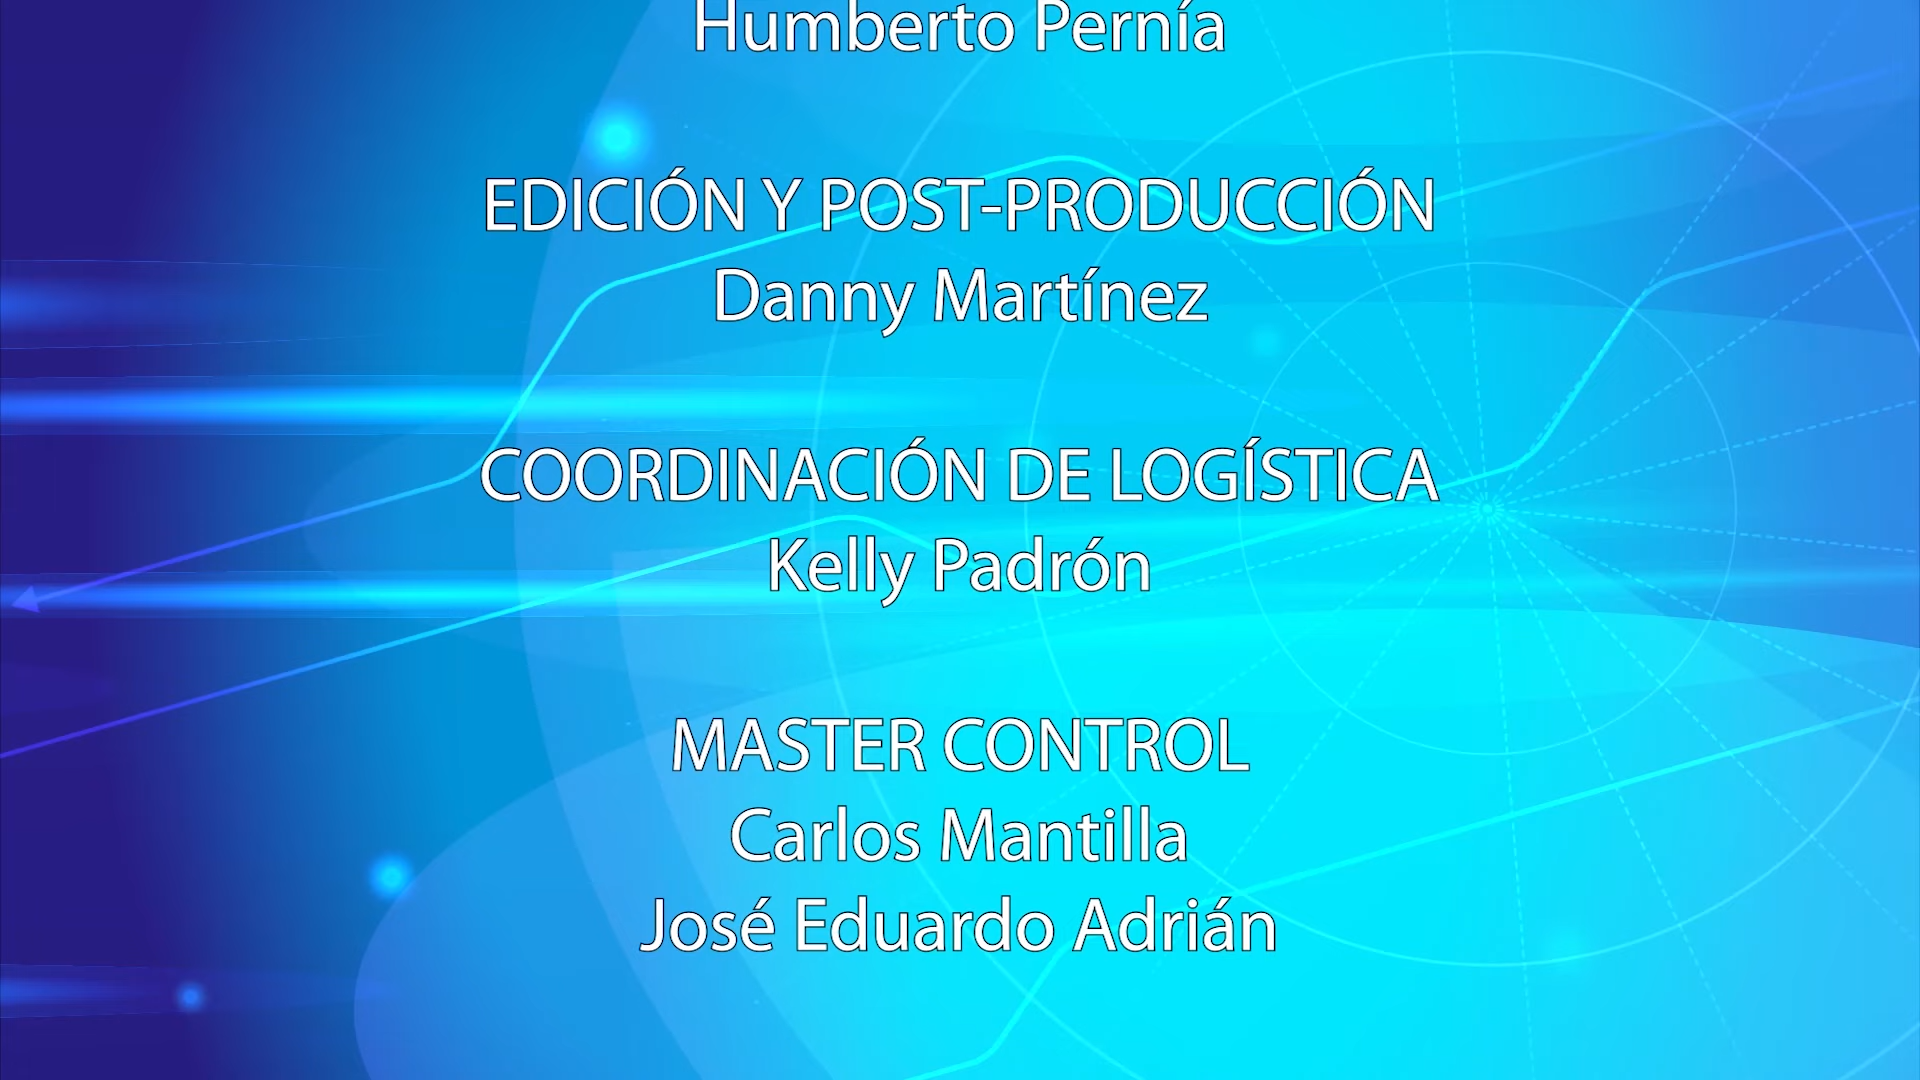 Humberto Pernía
EDICIÓN Y POST-PRODUCCIÓN
Danny Martínez
COORDINACIÓN DE LOGÍSTICA
Kelly Padrón
MASTER CONTROL
Carlos Mantilla
José Eduardo Adrián